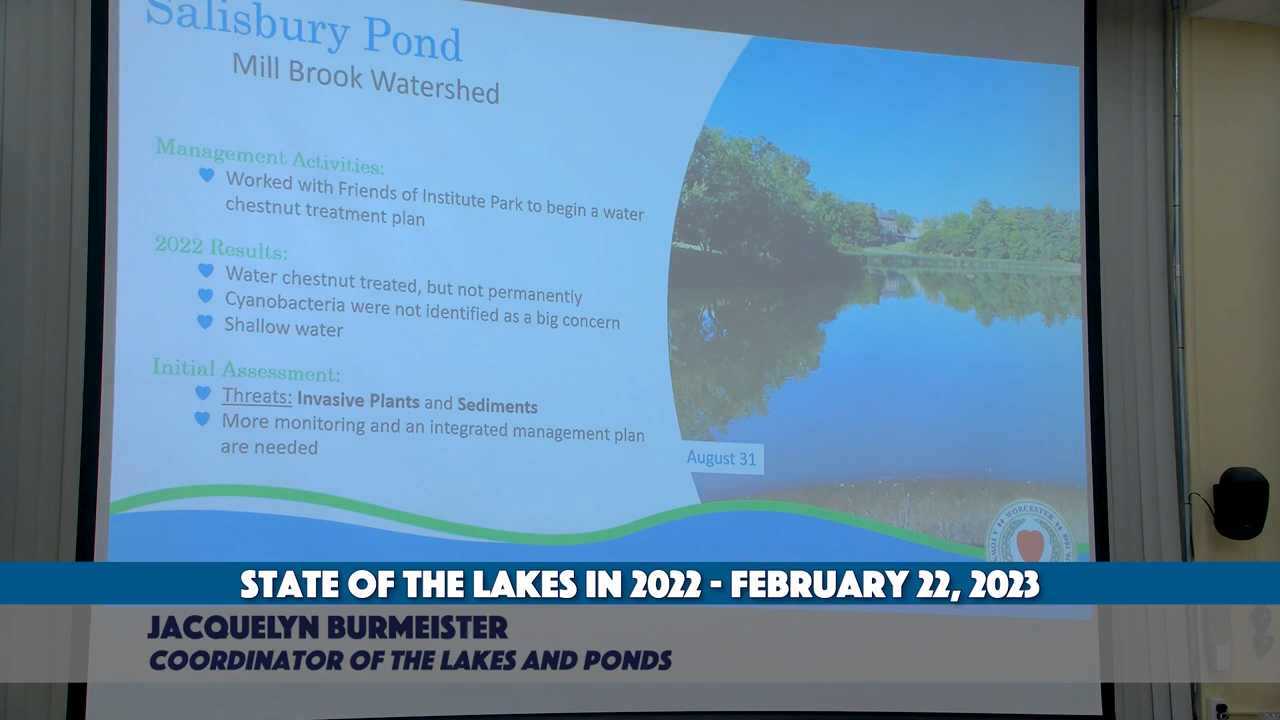 Salisbury Pond
Mill Brook Watershed
Management Activities:
Worked with Friends of Institute Park to begin a water
chestnut treatment plan
2022 Results:
Water chestnut treated, but not permanently
Cyanobacteria were not identified as a big concern
Shallow water
Initial Assessment:
Threats: Invasive Plants and Sediments
More monitoring and an integrated management plan
are needed
August 31
WORCESTER
STATE OF THE LAKES IN 2022 - FEBRUARY 22, 2023
JACQUELYN BURMEISTER
COORDINATOR OF THE LAKES AND PONDS